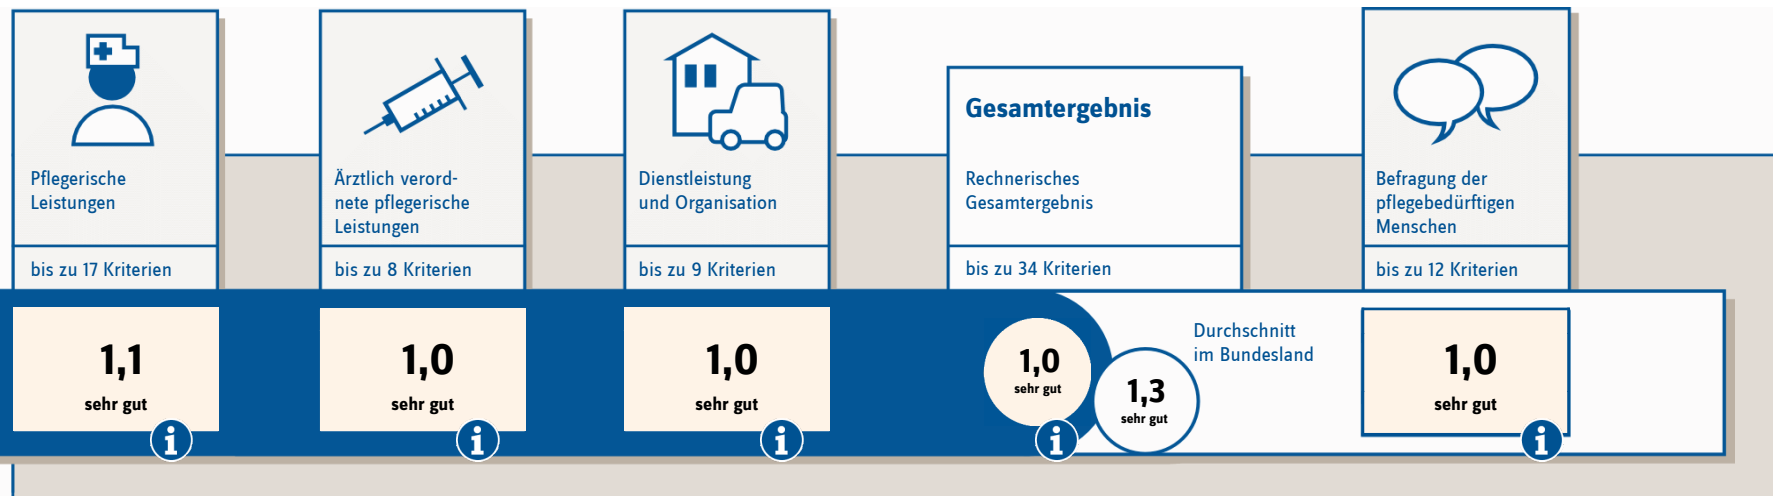 Pflegerische
Leistungen
bis zu 17 Kriterien
1,1
sehr gut
i
Ärztlich verord-
nete pflegerische
Leistungen
bis zu 8 Kriterien
1,0
sehr gut
i
Dienstleistung
und Organisation
bis zu 9 Kriterien
1,0
sehr gut
i
Gesamtergebnis
Rechnerisches
Gesamtergebnis
bis zu 34 Kriterien
1,0
sehr gut
i
1,3
sehr gut
Durchschnitt
im Bundesland
Befragung der
pflegebedürftigen
Menschen
bis zu 12 Kriterien
1,0
sehr gut
i